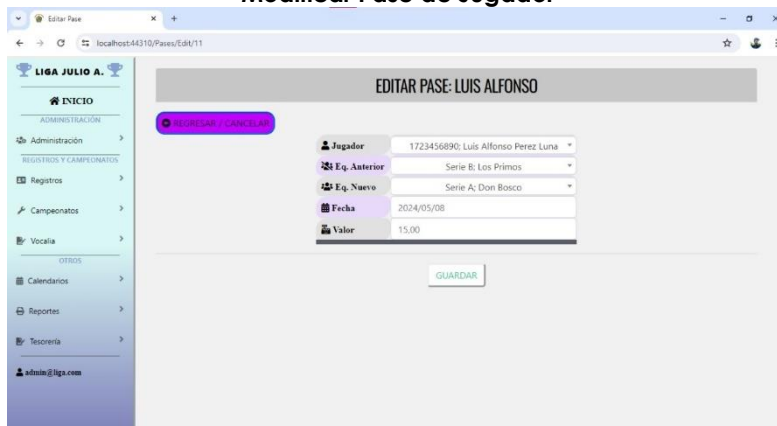 Modificar Pase de Jugador
Editar Pase
localhost:44310/Pases/Edit/11
LIGA JULIO A.
INICIO
ADMINISTRACIÓN
Administración
REGISTROS Y CAMPEONATOS
Registros
Campeonatos
Vocalia
OTROS
Calendarios
Reportes
Tesorería
admin@liga.com
EDITAR PASE: LUIS ALFONSO
REGRESAR / CANCELAR
Jugador 1723456890; Luis Alfonso Perez Luna
Eq. Anterior Serie B; Los Primos
Eq. Nuevo Serie A; Don Bosco
Fecha 2024/05/08
Valor 15,00
GUARDAR